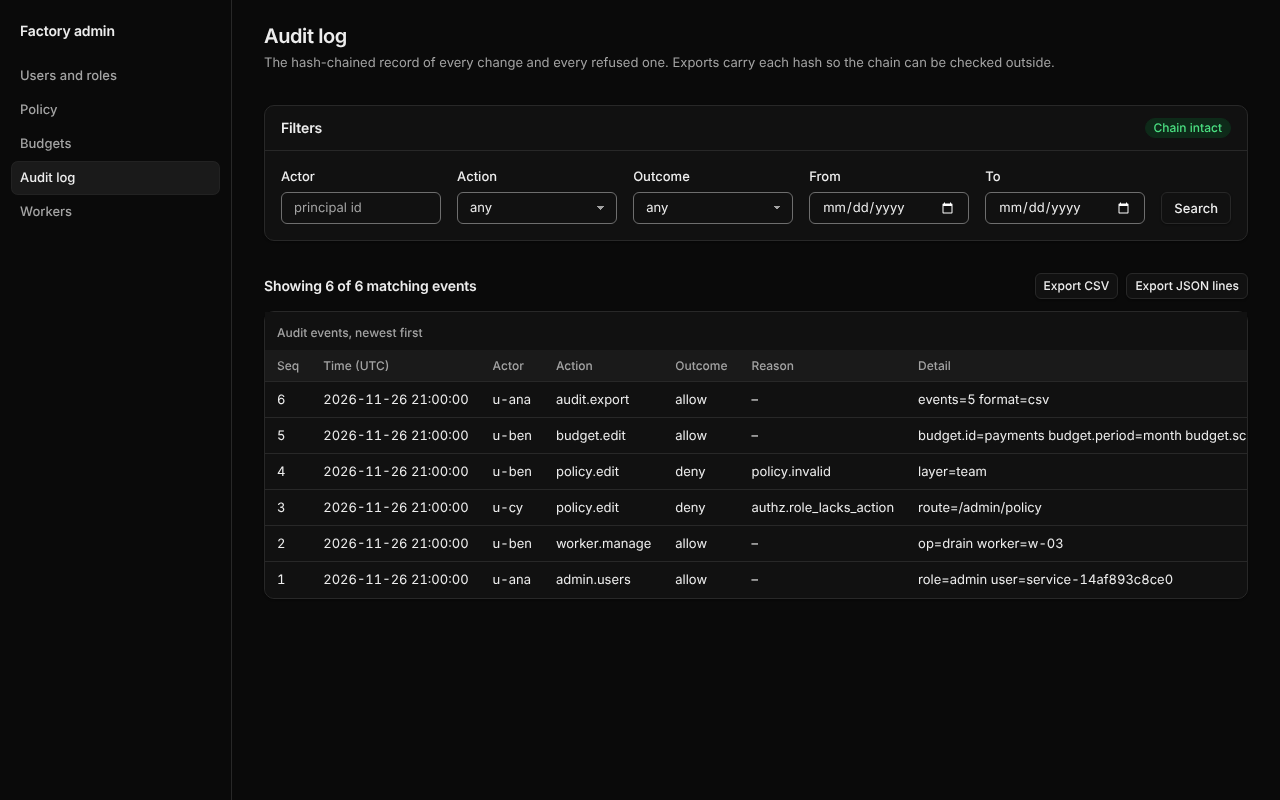 Factory admin
Users and roles
Policy
Budgets
Audit log
Workers
Audit log
The hash-chained record of every change and every refused one. Exports carry each hash so the chain can be checked outside.
Filters
Chain intact
Actor Action Outcome From To
principal id any any mm/dd/yyyy mm/dd/yyyy Search
Showing 6 of 6 matching events
Export CSV Export JSON lines
Audit events, newest first
Seq Time (UTC) Actor Action Outcome Reason Detail
6 2026-11-26 21:00:00 u-ana audit.export allow – events=5 format=csv
5 2026-11-26 21:00:00 u-ben budget.edit allow – budget.id=payments budget.period=month budget.sc
4 2026-11-26 21:00:00 u-ben policy.edit deny policy.invalid layer=team
3 2026-11-26 21:00:00 u-cy policy.edit deny authz.role_lacks_action route=/admin/policy
2 2026-11-26 21:00:00 u-ben worker.manage allow – op=drain worker=w-03
1 2026-11-26 21:00:00 u-ana admin.users allow – role=admin user=service-14af893c8ce0